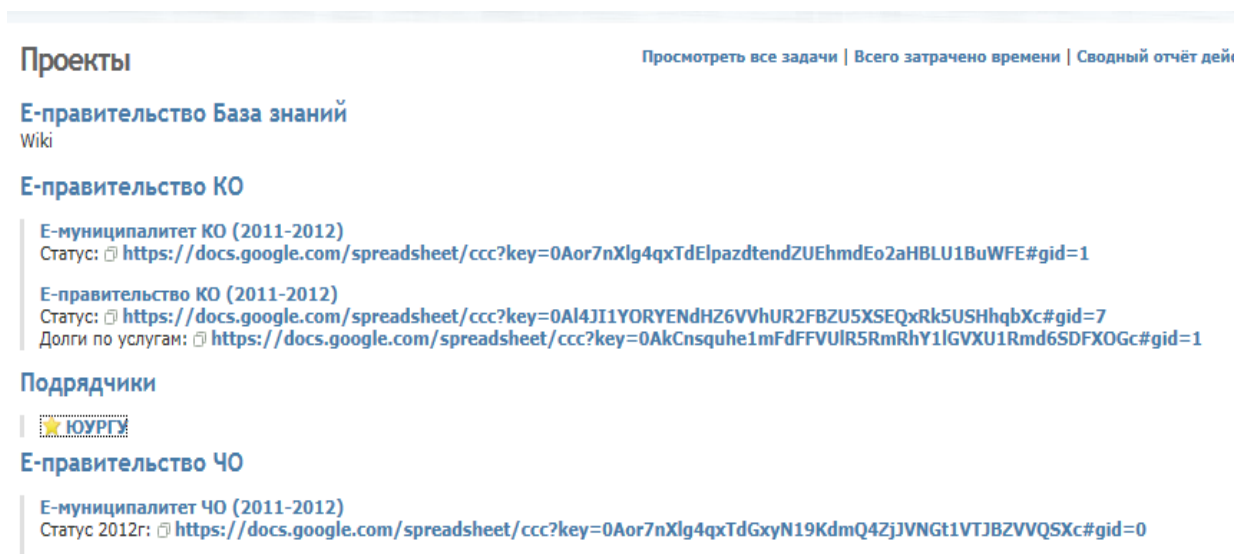 Проекты
Просмотреть все задачи | Всего затрачено времени | Сводный отчёт
Е-правительство База знаний
Wiki
Е-правительство КО
Е-муниципалитет КО (2011-2012)
Статус: https://docs.google.com/spreadsheet/ccc?key=0Aor7nXlg4qxTdElpazdtendZUEhmdEo2aHBLU1BuWFE#gid=1
Е-правительство КО (2011-2012)
Статус: https://docs.google.com/spreadsheet/ccc?key=0Al4JI1YORYENdHZ6VVhUR2FBZU5XSEQxRk5USHhqbXc#gid=7
Долги по услугам: https://docs.google.com/spreadsheet/ccc?key=0AkCnsquhe1mFdFFVUlR5RmRhY1lGVXU1Rmd6SDFXOGc#gid=1
Подрядчики
ЮУРГУ
Е-правительство ЧО
Е-муниципалитет ЧО (2011-2012)
Статус 2012г: https://docs.google.com/spreadsheet/ccc?key=0Aor7nXlg4qxTdGxyN19KdmQ4ZjJVNGt1VTJBZVVQSXc#gid=0